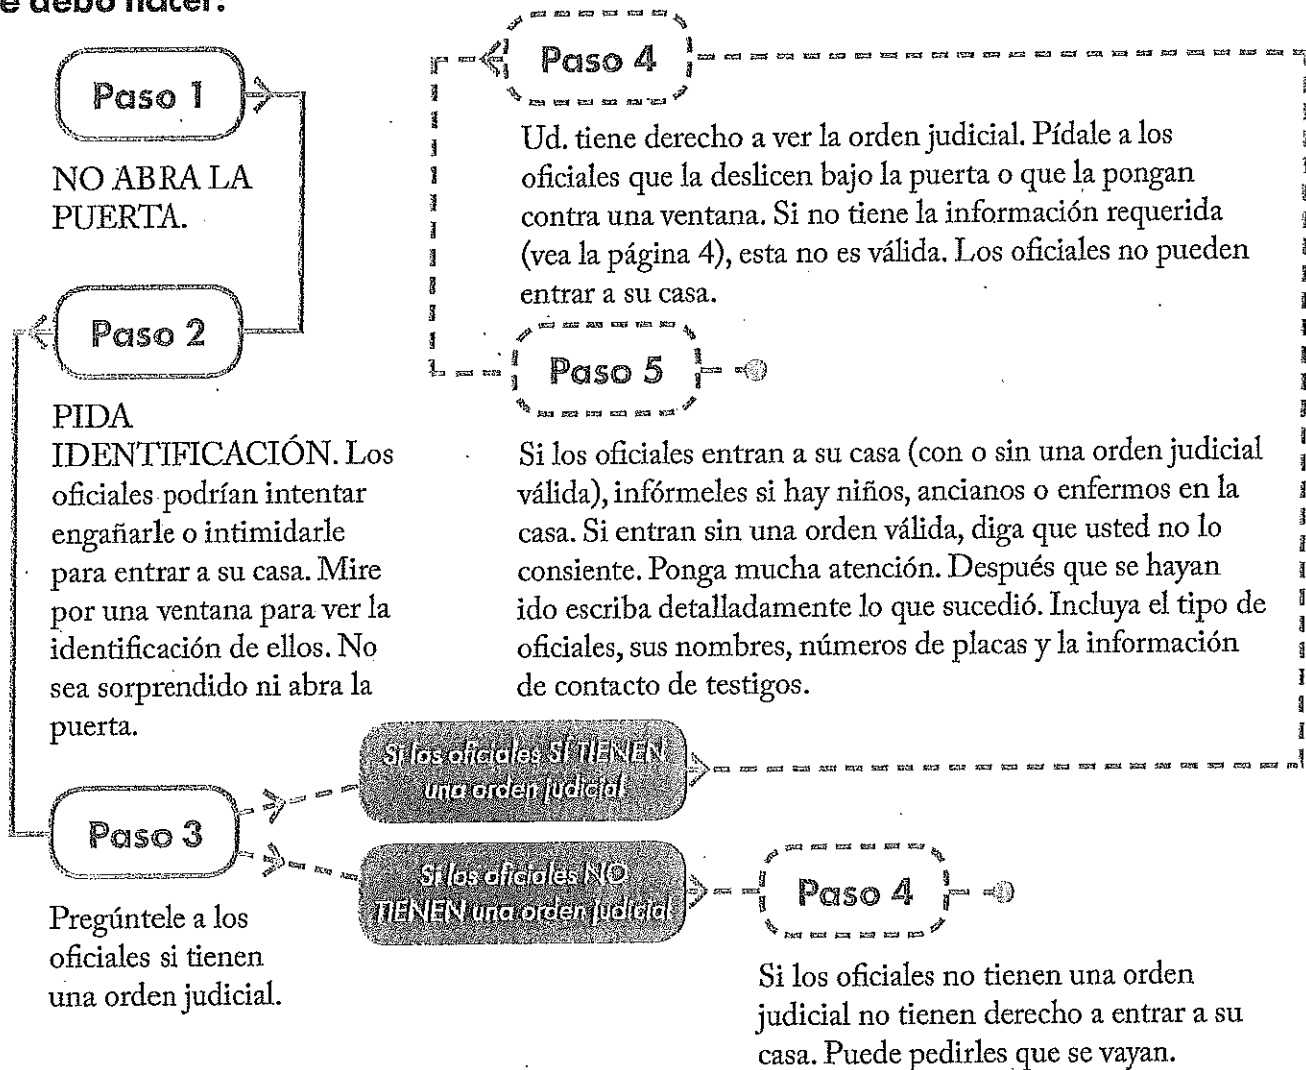 debo hacer?
Paso 1
NO ABRA LA
PUERTA.
Paso 2
PIDA
IDENTIFICACIÓN. Los
oficiales podrían intentar
engañarle o intimidarle
para entrar a su casa. Mire
por una ventana para ver la
identificación de ellos. No
sea sorprendido ni abra la
puerta.
Paso 3
Pregúntele a los
oficiales si tienen
una orden judicial.
Si los oficiales SÍ TIENEN
una orden judicial
Paso 4
Ud. tiene derecho a ver la orden judicial. Pídale a los
oficiales que la deslicen bajo la puerta o que la pongan
contra una ventana. Si no tiene la información requerida
(vea la página 4), esta no es válida. Los oficiales no pueden
entrar a su casa.
Paso 5
Si los oficiales entran a su casa (con o sin una orden judicial
válida), infórmeles si hay niños, ancianos o enfermos en la
casa. Si entran sin una orden válida, diga que usted no lo
consiente. Ponga mucha atención. Después que se hayan
ido escriba detalladamente lo que sucedió. Incluya el tipo de
oficiales, sus nombres, números de placas y la información
de contacto de testigos.
Si los oficiales NO
TIENEN una orden judicial
Paso 4
Si los oficiales no tienen una orden
judicial no tienen derecho a entrar a su
casa. Puede pedirles que se vayan.